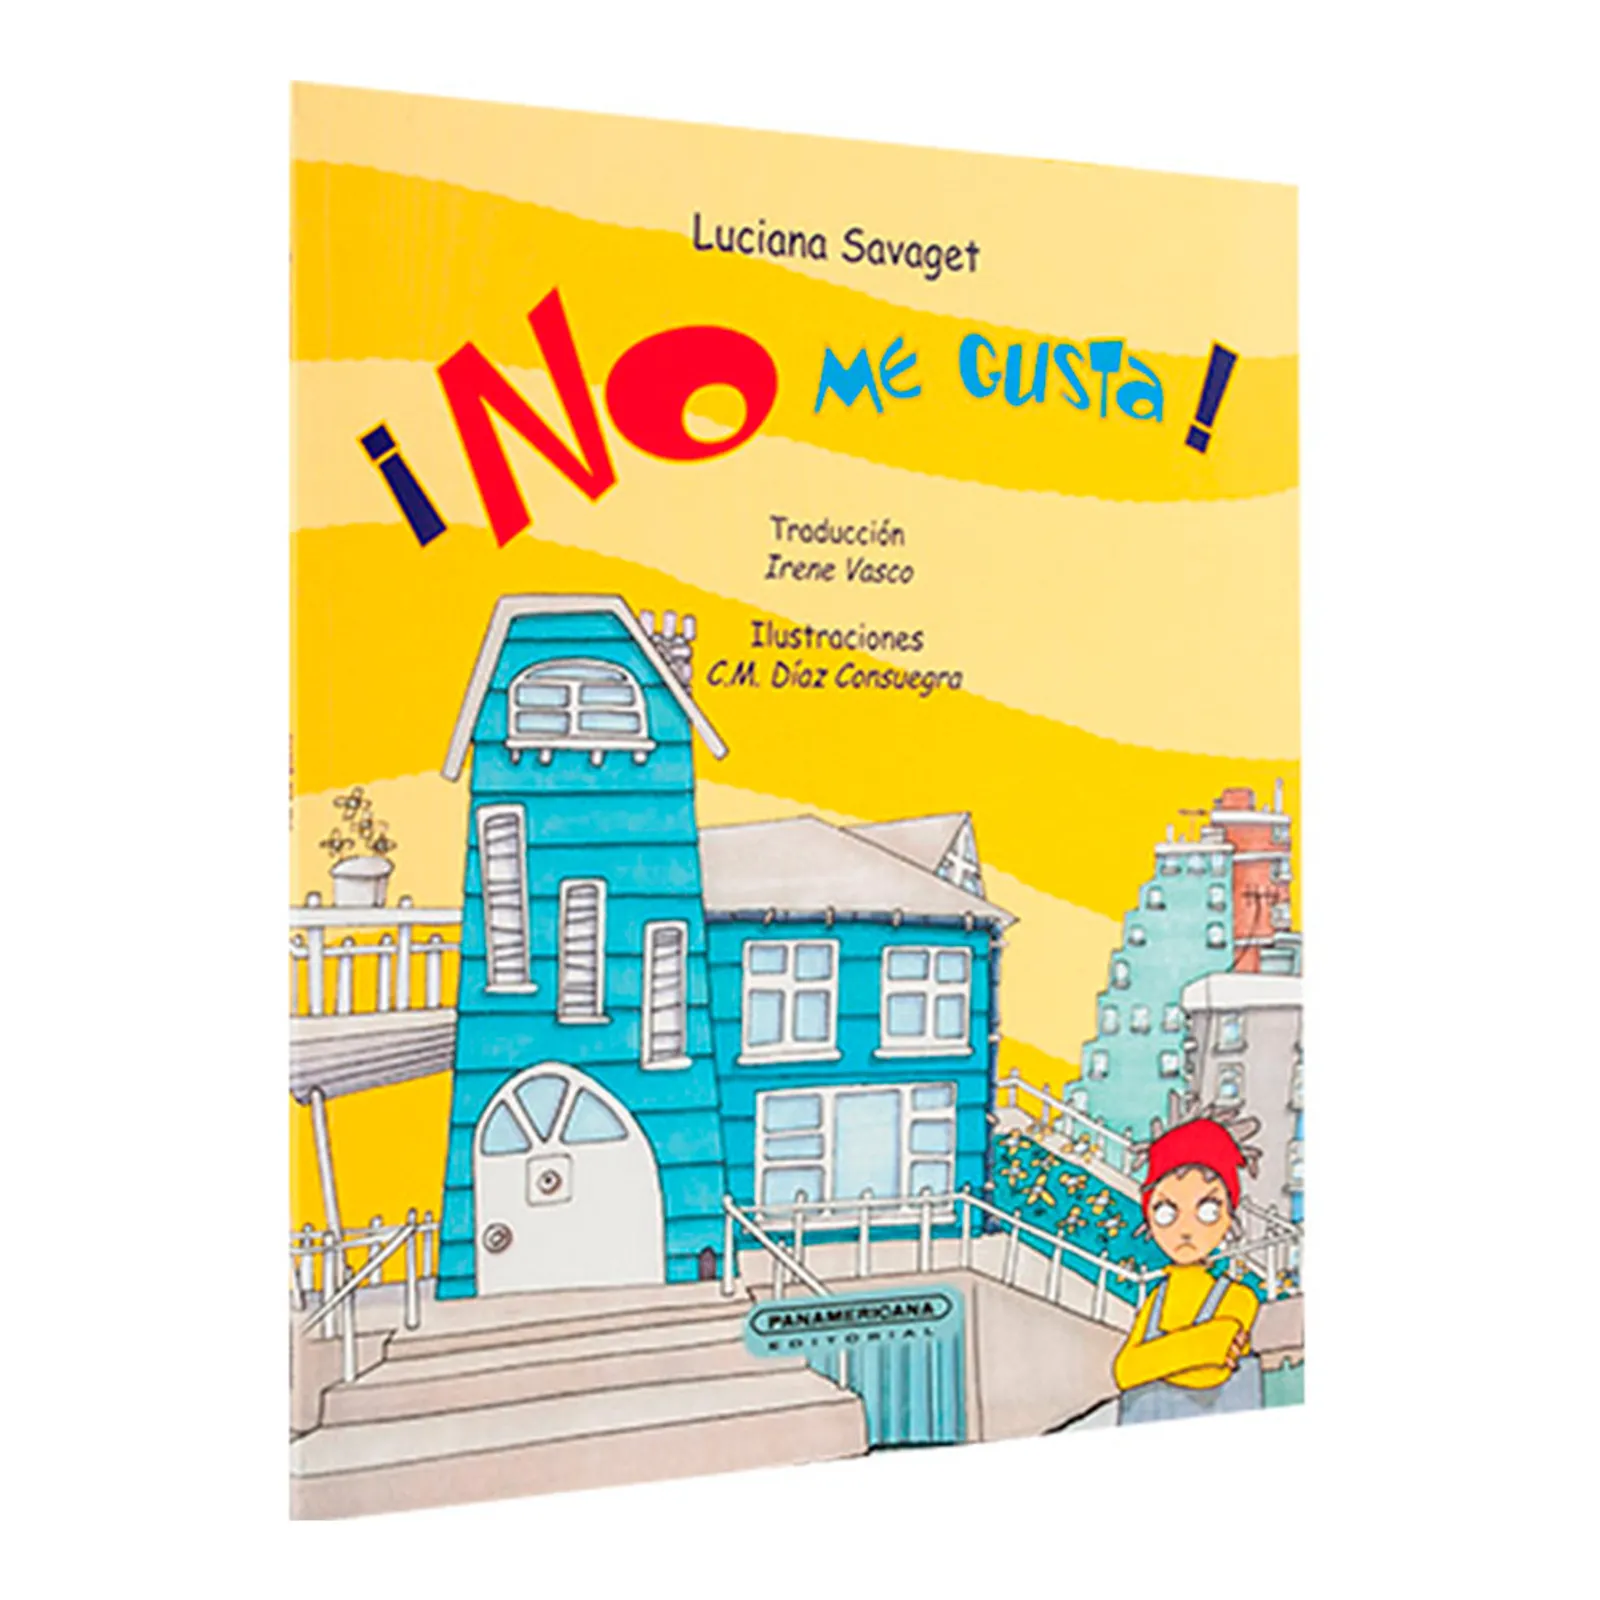 Luciana Savaget
¡NO ME GUSTA!
Traducción
Irene Vasco
Ilustraciones
C.M. Díaz Consuegra
PANAMERICANA
EDITORIAL